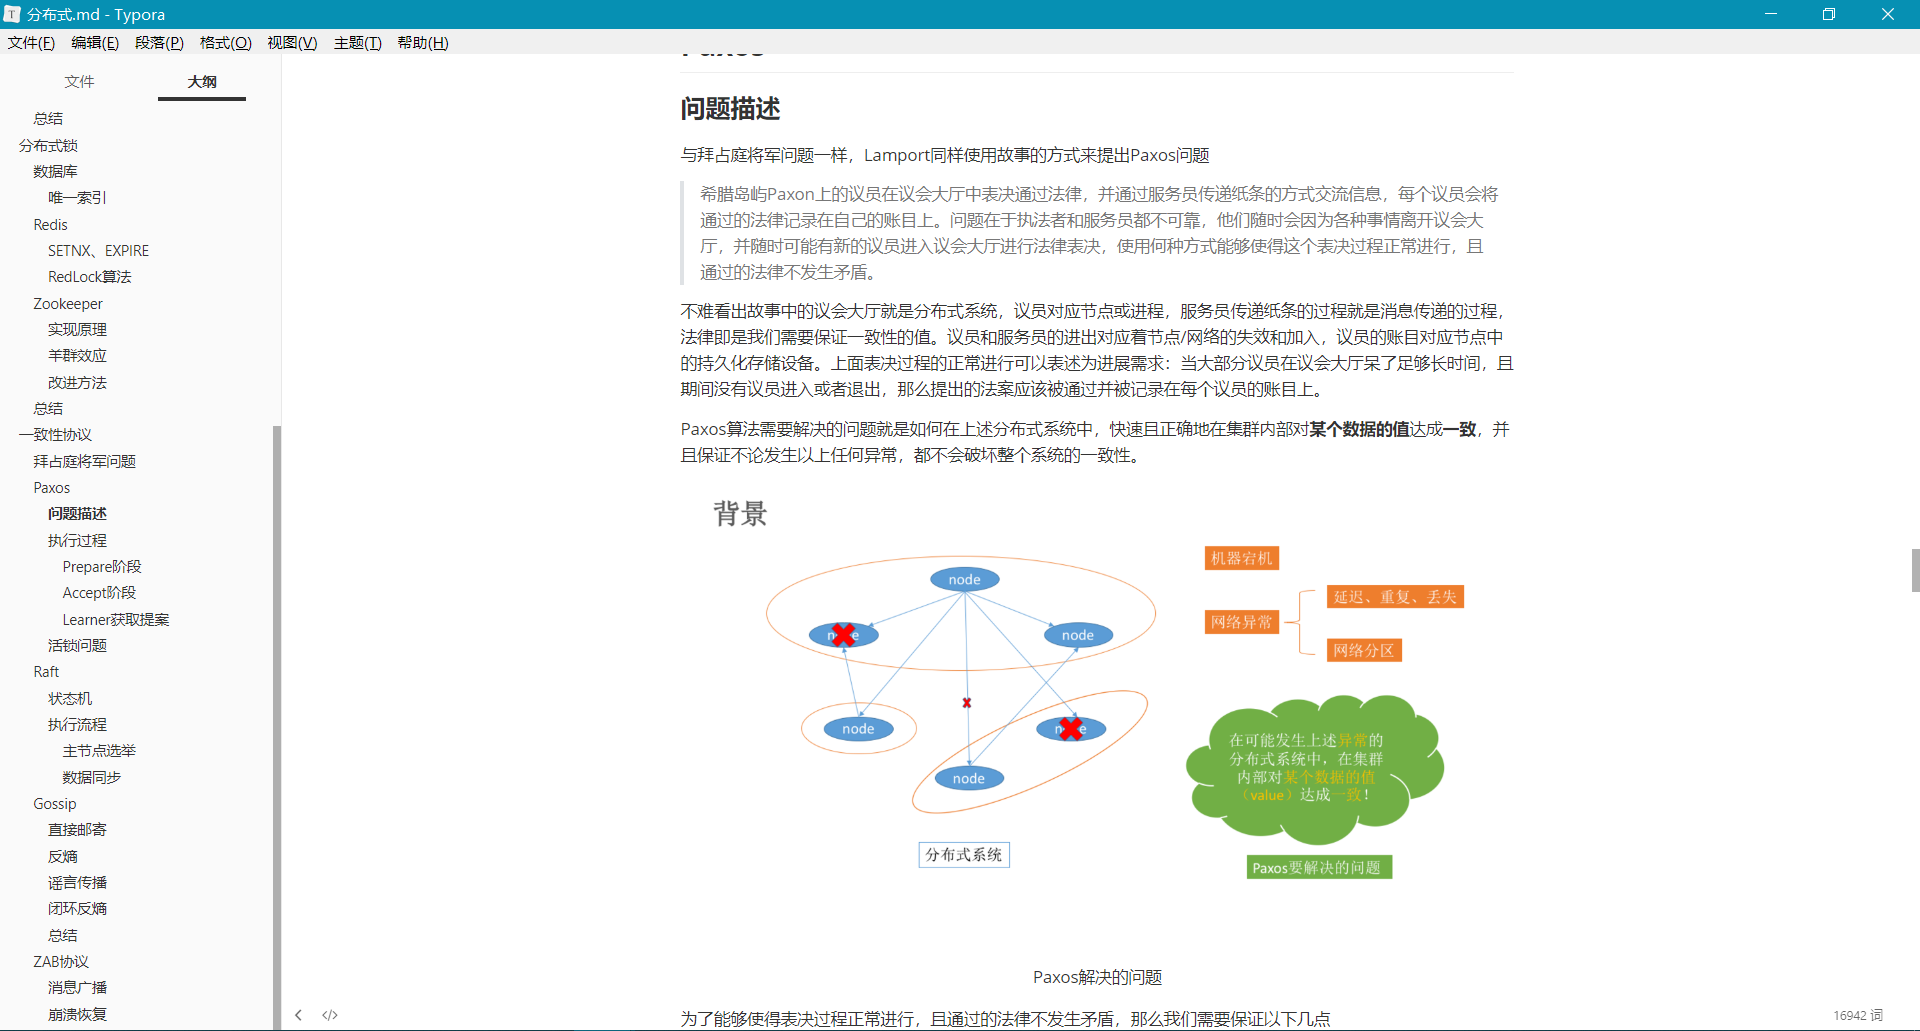 分布式.md - Typora
文件(F) 编辑(E) 段落(P) 格式(O) 视图(V) 主题(T) 帮助(H)
文件 大纲
总结
分布式锁
数据库
唯一索引
Redis
SETNX、EXPIRE
RedLock算法
Zookeeper
实现原理
羊群效应
改进方法
总结
一致性协议
拜占庭将军问题
Paxos
问题描述
执行过程
Prepare阶段
Accept阶段
Learner获取提案
活锁问题
Raft
状态机
执行流程
主节点选举
数据同步
Gossip
直接邮寄
反熵
谣言传播
闭环反熵
总结
ZAB协议
消息广播
崩溃恢复
Paxos
问题描述
与拜占庭将军问题一样，Lamport同样使用故事的方式来提出Paxos问题
希腊岛屿Paxon上的议员在议会大厅中表决通过法律，并通过服务员传递纸条的方式交流信息，每个议员会将
通过的法律记录在自己的账目上。问题在于执法者和服务员都不可靠，他们随时会因为各种事情离开议会大
厅，并随时可能有新的议员进入议会大厅进行法律表决，使用何种方式能够使得这个表决过程正常进行，且
通过的法律不发生矛盾。
不难看出故事中的议会大厅就是分布式系统，议员对应节点或进程，服务员传递纸条的过程就是消息传递的过程，
法律即是我们需要保证一致性的值。议员和服务员的进出对应着节点/网络的失效和加入，议员的账目对应节点中
的持久化存储设备。上面表决过程的正常进行可以表述为进展需求：当大部分议员在议会大厅呆了足够长时间，且
期间没有议员进入或者退出，那么提出的法案应该被通过并被记录在每个议员的账目上。
Paxos算法需要解决的问题就是如何在上述分布式系统中，快速且正确地在集群内部对某个数据的值达成一致，并
且保证不论发生以上任何异常，都不会破坏整个系统的一致性。
背景
node
node
node
node
node
node
分布式系统
机器宕机
网络异常
延迟、重复、丢失
网络分区
在可能发生上述异常的
分布式系统中，在集群
内部对某个数据的值
（value）达成一致！
Paxos要解决的问题
Paxos解决的问题
为了能够使得表决过程正常进行，且通过的法律不发生矛盾，那么我们需要保证以下几点
</>
16942 词